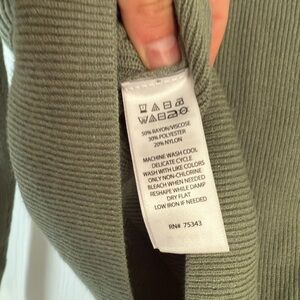 50% RAYON/VISCOSE
30% POLYESTER
20% NYLON
MACHINE WASH COOL
DELICATE CYCLE
WASH WITH LIKE COLORS
ONLY NON-CHLORINE
BLEACH WHEN NEEDED
RESHAPE WHILE DAMP
DRY FLAT
LOW IRON IF NEEDED
RN# 75343